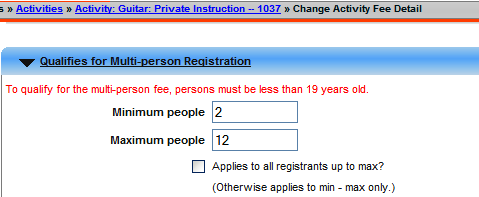 s » Activities » Activity: Guitar: Private Instruction -- 1037 » Change Activity Fee Detail
Qualifies for Multi-person Registration
To qualify for the multi-person fee, persons must be less than 19 years old.
Minimum people 2
Maximum people 12
Applies to all registrants up to max?
(Otherwise applies to min - max only.)